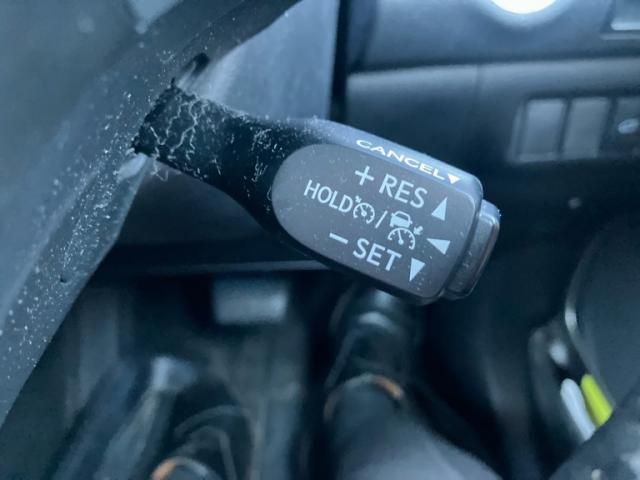 CANCEL▼
+ RES ▲
HOLD / ◀
− SET ▼